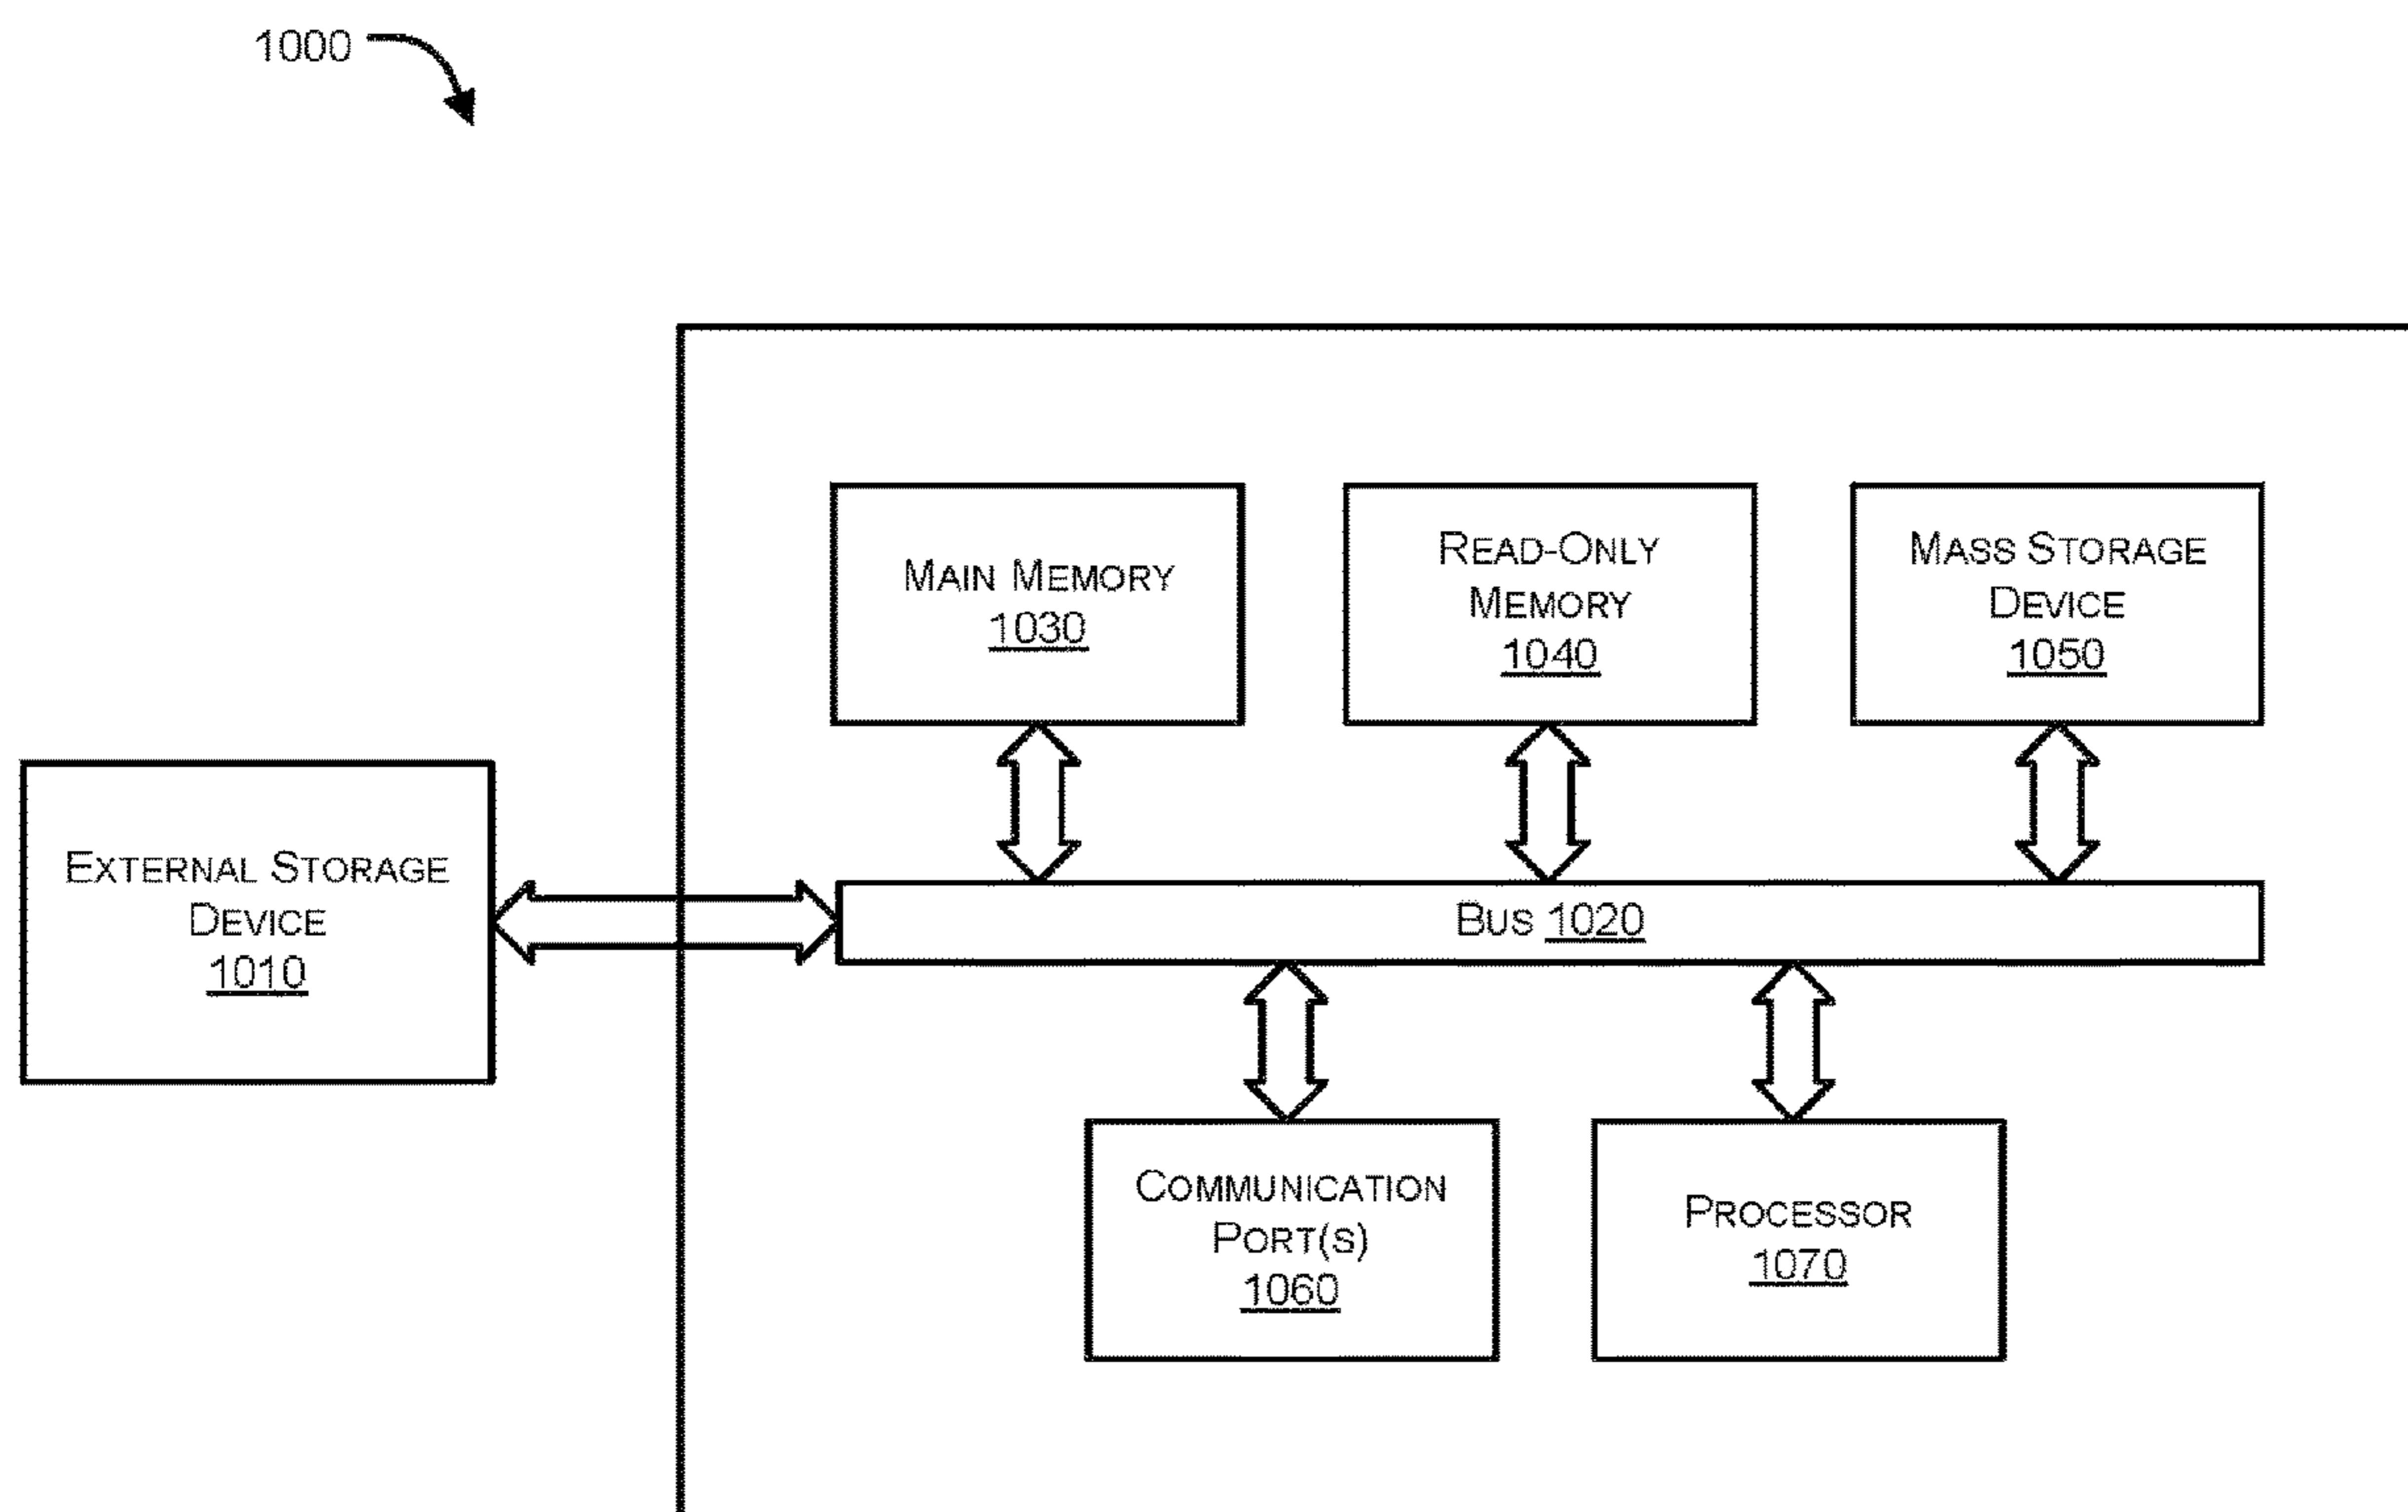 1000
MAIN MEMORY
1030
READ-ONLY
MEMORY
1040
MASS STORAGE
DEVICE
1050
EXTERNAL STORAGE
DEVICE
1010
BUS 1020
COMMUNICATION
PORT(S)
1060
PROCESSOR
1070